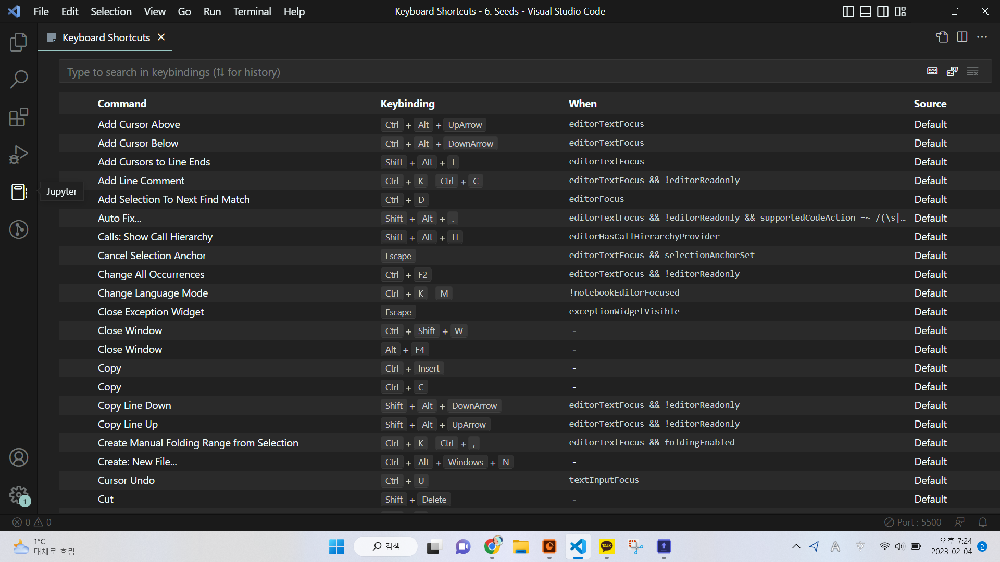 File Edit Selection View Go Run Terminal Help
Keyboard Shortcuts - 6. Seeds - Visual Studio Code
Keyboard Shortcuts
Type to search in keybindings (⇅ for history)
Command Keybinding When Source
Add Cursor Above Ctrl + Alt + UpArrow editorTextFocus Default
Add Cursor Below Ctrl + Alt + DownArrow editorTextFocus Default
Add Cursors to Line Ends Shift + Alt + I editorTextFocus Default
Add Line Comment Ctrl + K Ctrl + C editorTextFocus && !editorReadonly Default
Jupyter
Add Selection To Next Find Match Ctrl + D editorFocus Default
Auto Fix... Shift + Alt + . editorTextFocus && !editorReadonly && supportedCodeAction =~ /(\s|... Default
Calls: Show Call Hierarchy Shift + Alt + H editorHasCallHierarchyProvider Default
Cancel Selection Anchor Escape editorTextFocus && selectionAnchorSet Default
Change All Occurrences Ctrl + F2 editorTextFocus && !editorReadonly Default
Change Language Mode Ctrl + K M !notebookEditorFocused Default
Close Exception Widget Escape exceptionWidgetVisible Default
Close Window Ctrl + Shift + W - Default
Close Window Alt + F4 - Default
Copy Ctrl + Insert - Default
Copy Ctrl + C - Default
Copy Line Down Shift + Alt + DownArrow editorTextFocus && !editorReadonly Default
Copy Line Up Shift + Alt + UpArrow editorTextFocus && !editorReadonly Default
Create Manual Folding Range from Selection Ctrl + K Ctrl + , editorTextFocus && foldingEnabled Default
Create: New File... Ctrl + Alt + Windows + N - Default
Cursor Undo Ctrl + U textInputFocus Default
Cut Shift + Delete - Default
1
0 0 Port : 5500
1°C
대체로 흐림
검색
TALK
A
오후 7:24
2023-02-04
2